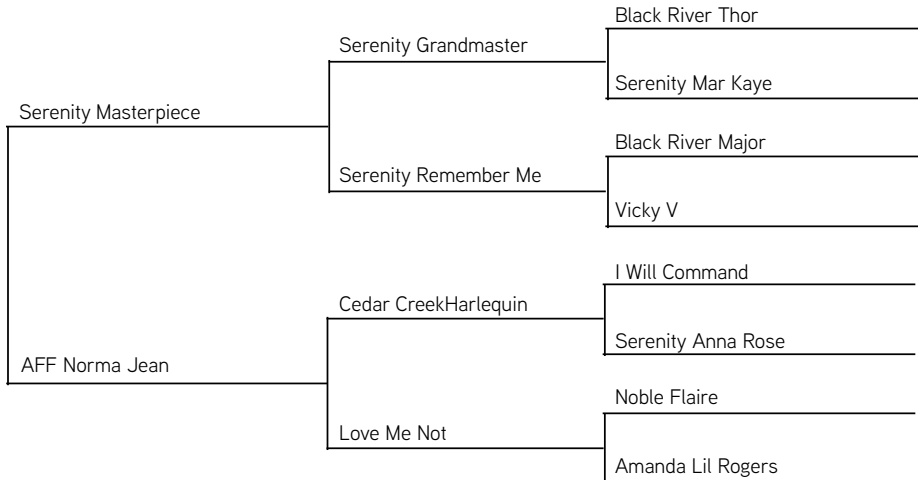 Black River Thor
Serenity Grandmaster
Serenity Mar Kaye
Serenity Masterpiece
Black River Major
Serenity Remember Me
Vicky V
I Will Command
Cedar CreekHarlequin
Serenity Anna Rose
AFF Norma Jean
Noble Flaire
Love Me Not
Amanda Lil Rogers